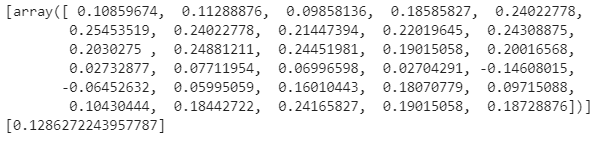 [array([ 0.10859674,  0.11288876,  0.09858136,  0.18585827,  0.24022778,
        0.25453519,  0.24022778,  0.21447394,  0.22019645,  0.24308875,
        0.2030275 ,  0.24881211,  0.24451981,  0.19015058,  0.20016568,
        0.02732877,  0.07711954,  0.06996598,  0.02704291, -0.14608015,
       -0.06452632,  0.05995059,  0.16010443,  0.18070779,  0.09715088,
        0.10430444,  0.18442722,  0.24165827,  0.19015058,  0.18728876])]
[0.1286272243957787]